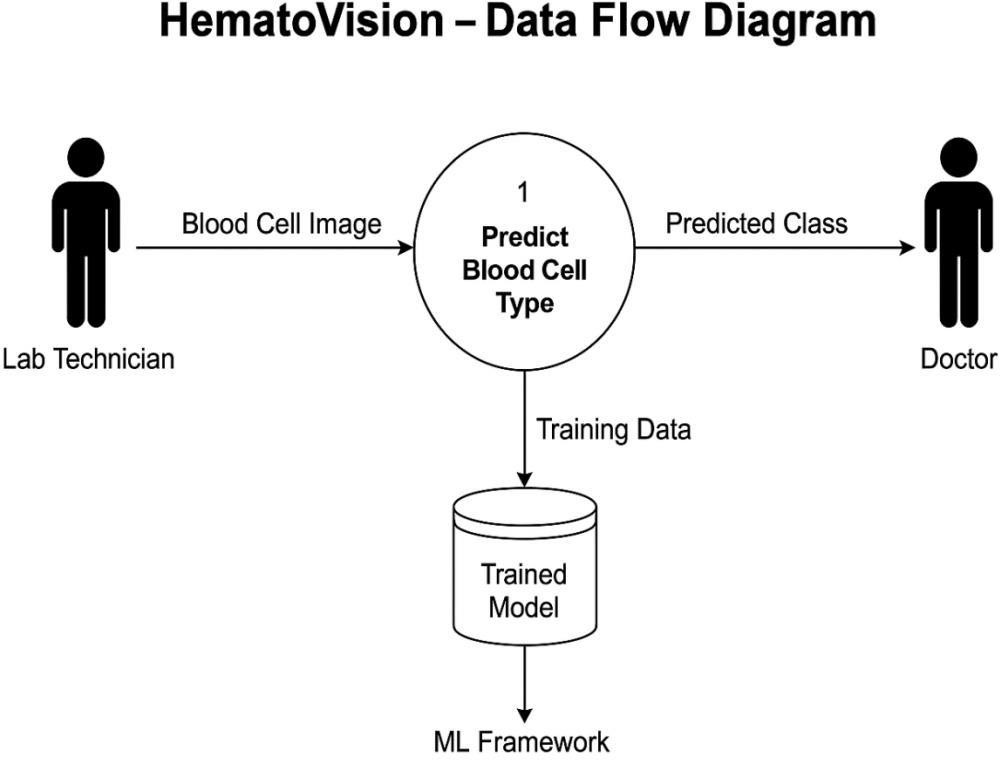 HematoVision – Data Flow Diagram
Blood Cell Image
1
Predict
Blood Cell
Type
Predicted Class
Lab Technician
Doctor
Training Data
Trained
Model
ML Framework